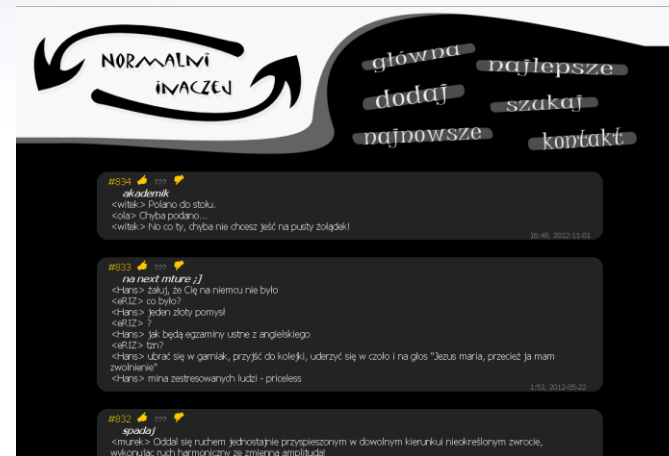 NORMALNI
INACZEJ
główna
najlepsze
dodaj
szukaj
najnowsze
kontakt
#834 ???
akademik
<witek> Polano do stołu.
<ola> Chyba podano...
<witek> No co ty, chyba nie chcesz jeść na pusty żołądek!
16:48, 2012-11-01
#833 ???
na next mture ;]
<Hans> żałuj, że Cię na niemcu nie było
<eRIZ> co było?
<Hans> jeden złoty pomysł
<eRIZ> ?
<Hans> jak będą egzaminy ustne z angielskiego
<eRIZ> tzn?
<Hans> ubrać się w garniak, przyjść do kolejki, uderzyć się w czoło i na głos "Jezus maria, przecież ja mam
zwolnienie"
<Hans> mina zestresowanych ludzi - priceless
1:53, 2012-05-22
#832 ???
spadaj
<murek> Oddal się ruchem jednostajnie przyspieszonym w dowolnym kierunkui nieokreślonym zwrocie,
wykonując ruch harmoniczny ze zmienną amplitudą!